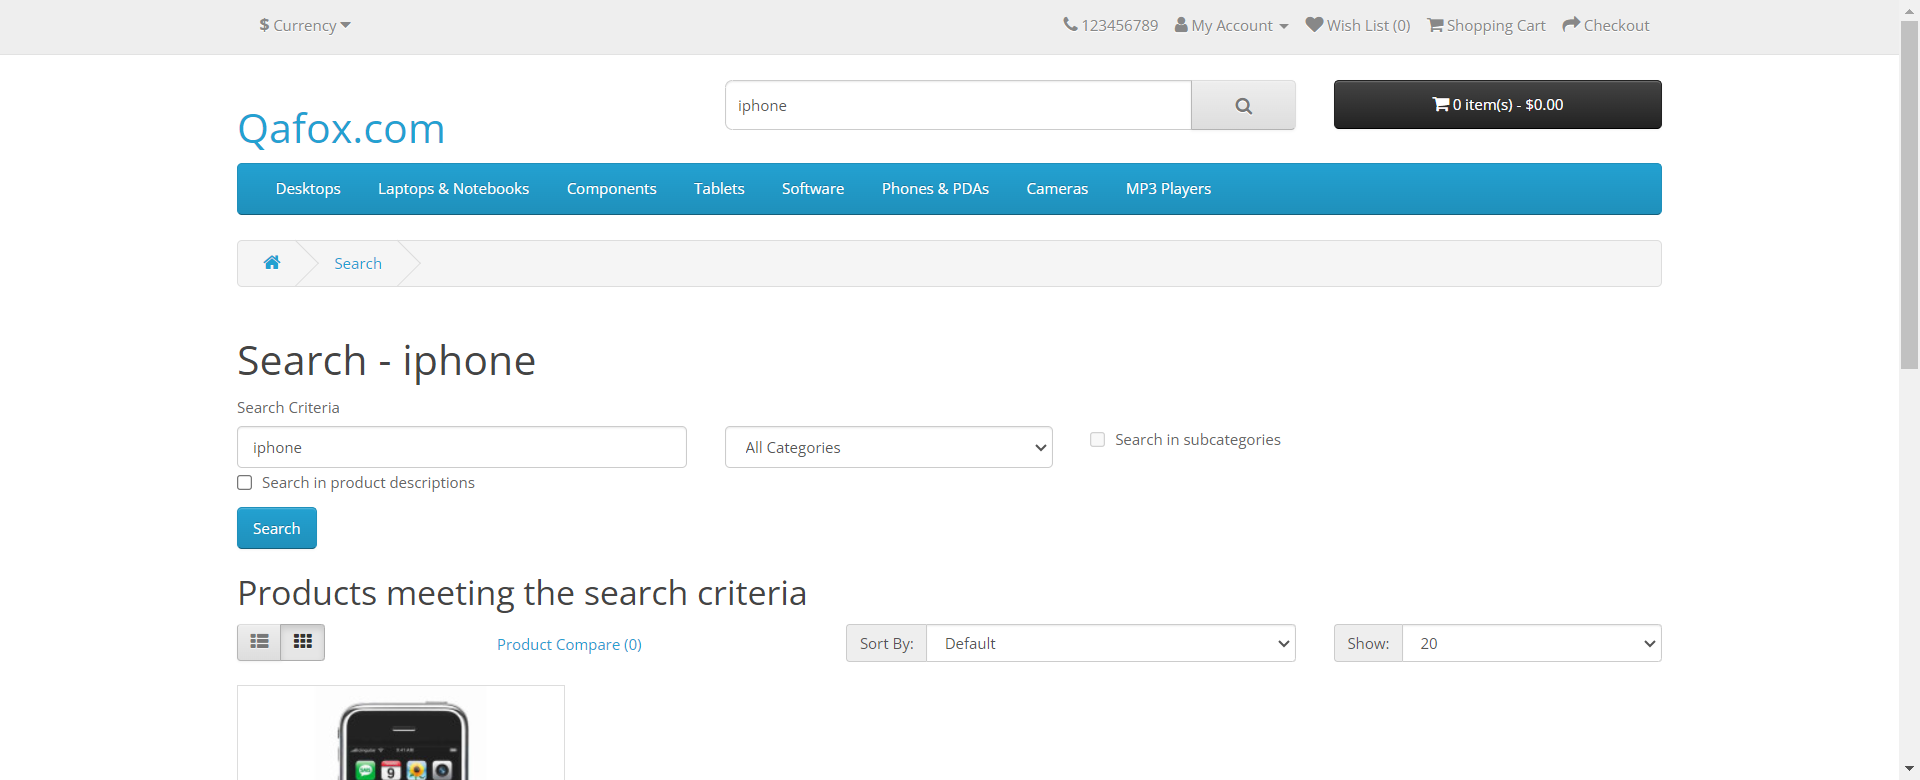 $ Currency
123456789 My Account Wish List (0) Shopping Cart Checkout
Qafox.com
iphone
0 item(s) - $0.00
Desktops Laptops & Notebooks Components Tablets Software Phones & PDAs Cameras MP3 Players
Search
Search - iphone
Search Criteria
iphone
All Categories
Search in subcategories
Search in product descriptions
Search
Products meeting the search criteria
Product Compare (0)
Sort By: Default
Show: 20
9